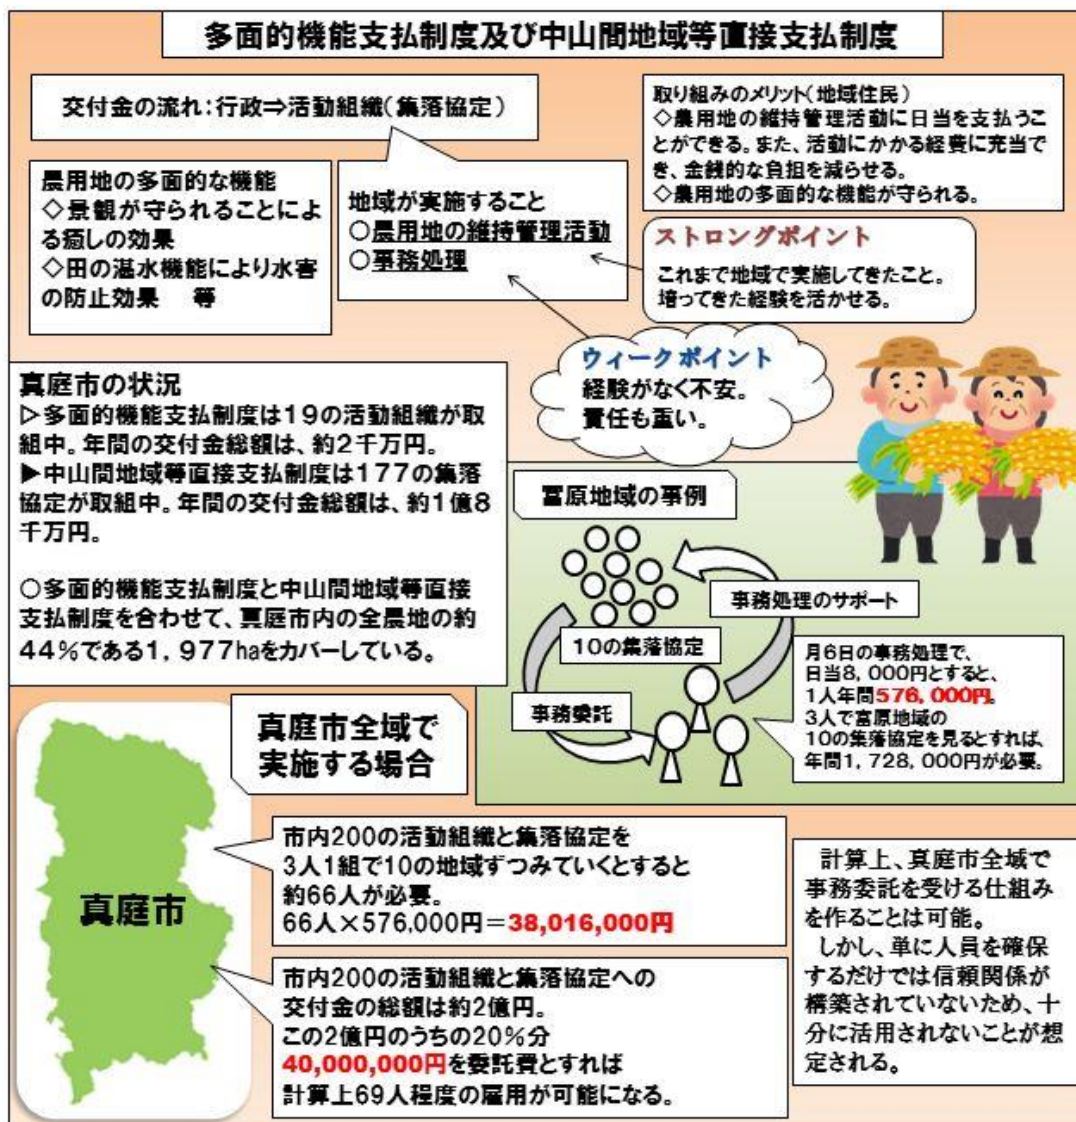 多面的機能支払制度及び中山間地域等直接支払制度
交付金の流れ：行政⇒活動組織（集落協定）
取り組みのメリット（地域住民）
◇農用地の維持管理活動に日当を支払うこ
とができる。また、活動にかかる経費に充当で
き、金銭的な負担を減らせる。
◇農用地の多面的な機能が守られる。
農用地の多面的な機能
◇景観が守られることによ
る癒しの効果
◇田の湛水機能により水害
の防止効果　等
地域が実施すること
○農用地の維持管理活動
○事務処理
ストロングポイント
これまで地域で実施してきたこと。
培ってきた経験を活かせる。
ウィークポイント
経験がなく不安。
責任も重い。
真庭市の状況
▷多面的機能支払制度は19の活動組織が取
組中。年間の交付金総額は、約2千万円。
▶中山間地域等直接支払制度は177の集落
協定が取組中。年間の交付金総額は、約1億8
千万円。
○多面的機能支払制度と中山間地域等直接
支払制度を合わせて、真庭市内の全農地の約
44％である1，977haをカバーしている。
富原地域の事例
事務処理のサポート
10の集落協定
事務委託
月6日の事務処理で、
日当8，000円とすると、
1人年間576，000円。
3人で富原地域の
10の集落協定を見るとすれば、
年間1，728，000円が必要。
真庭市全域で
実施する場合
真庭市
市内200の活動組織と集落協定を
3人1組で10の地域ずつみていくとすると
約66人が必要。
66人×576,000円＝38,016,000円
市内200の活動組織と集落協定への
交付金の総額は約2億円。
この2億円のうちの20％分
40,000,000円を委託費とすれば
計算上69人程度の雇用が可能になる。
計算上、真庭市全域で
事務委託を受ける仕組み
を作ることは可能。
しかし、単に人員を確保
するだけでは信頼関係が
構築されていないため、十
分に活用されないことが想
定される。